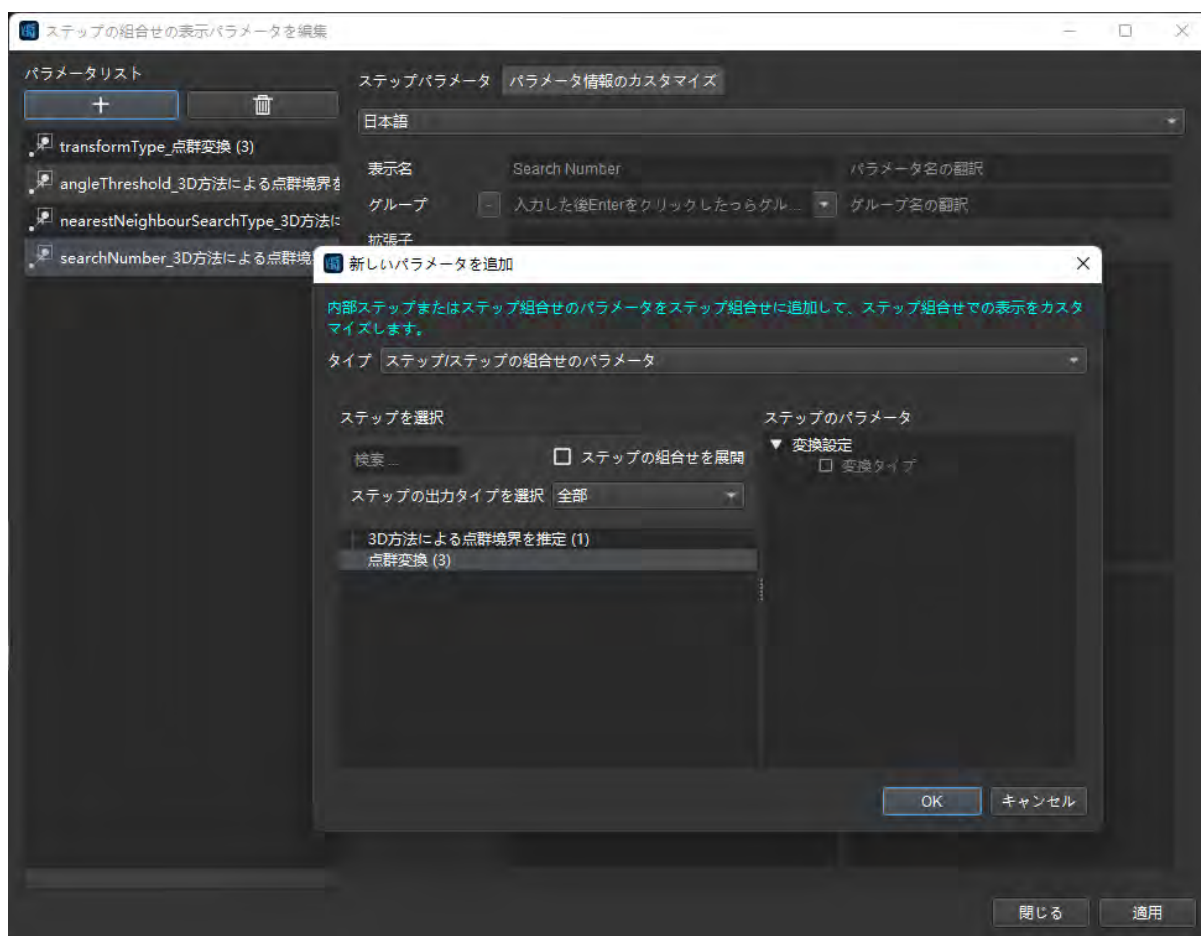 ステップの組合せの表示パラメータを編集
パラメータリスト
ステップパラメータ
パラメータ情報のカスタマイズ
日本語
transformType_点群変換 (3)
angleThreshold_3D方法による点群境界を
nearestNeighbourSearchType_3D方法に
searchNumber_3D方法による点群境
表示名
Search Number
パラメータ名の翻訳
グループ
入力した後Enterをクリックしたっらグル...
グループ名の翻訳
拡張子
新しいパラメータを追加
内部ステップまたはステップ組合せのパラメータをステップ組合せに追加して、ステップ組合せでの表示をカスタ
マイズします。
タイプ
ステップ/ステップの組合せのパラメータ
ステップを選択
検索...
ステップの組合せを展開
ステップの出力タイプを選択
全部
3D方法による点群境界を推定 (1)
点群変換 (3)
ステップのパラメータ
変換設定
変換タイプ
OK
キャンセル
閉じる
適用